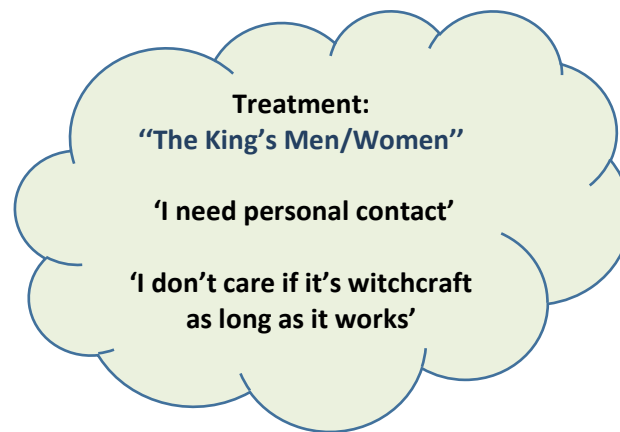 Treatment:
‘‘The King’s Men/Women’’
‘I need personal contact’
‘I don’t care if it’s witchcraft
as long as it works’